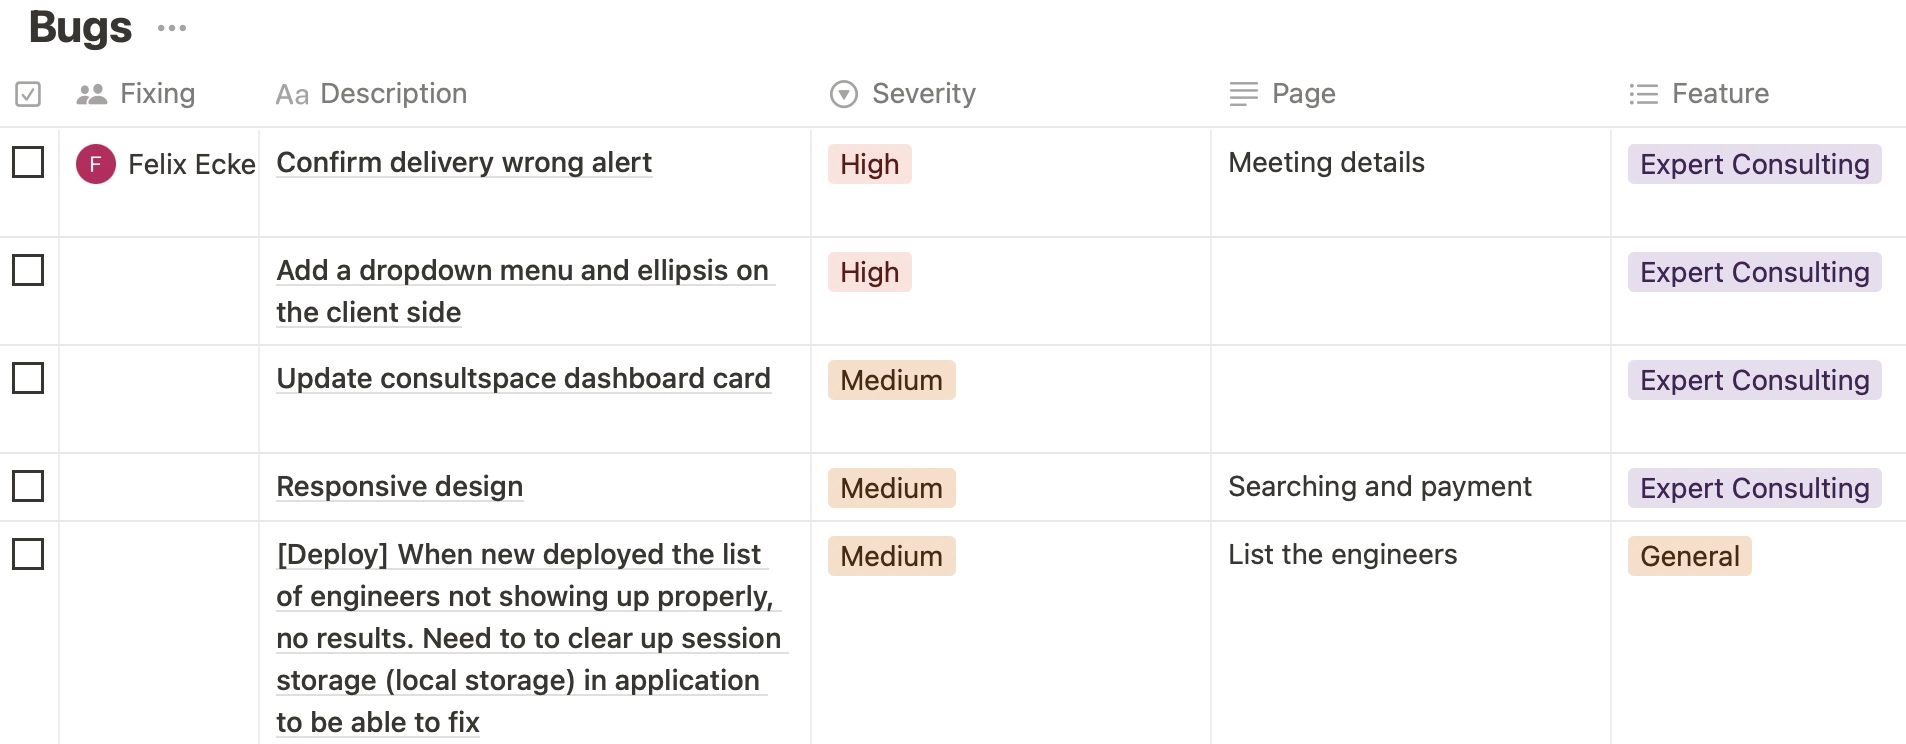 Bugs
Fixing
Aa Description
Severity
Page
Feature
F Felix Ecke
Confirm delivery wrong alert
High
Meeting details
Expert Consulting
Add a dropdown menu and ellipsis on
the client side
High
Expert Consulting
Update consultspace dashboard card
Medium
Expert Consulting
Responsive design
Medium
Searching and payment
Expert Consulting
[Deploy] When new deployed the list
of engineers not showing up properly,
no results. Need to to clear up session
storage (local storage) in application
to be able to fix
Medium
List the engineers
General